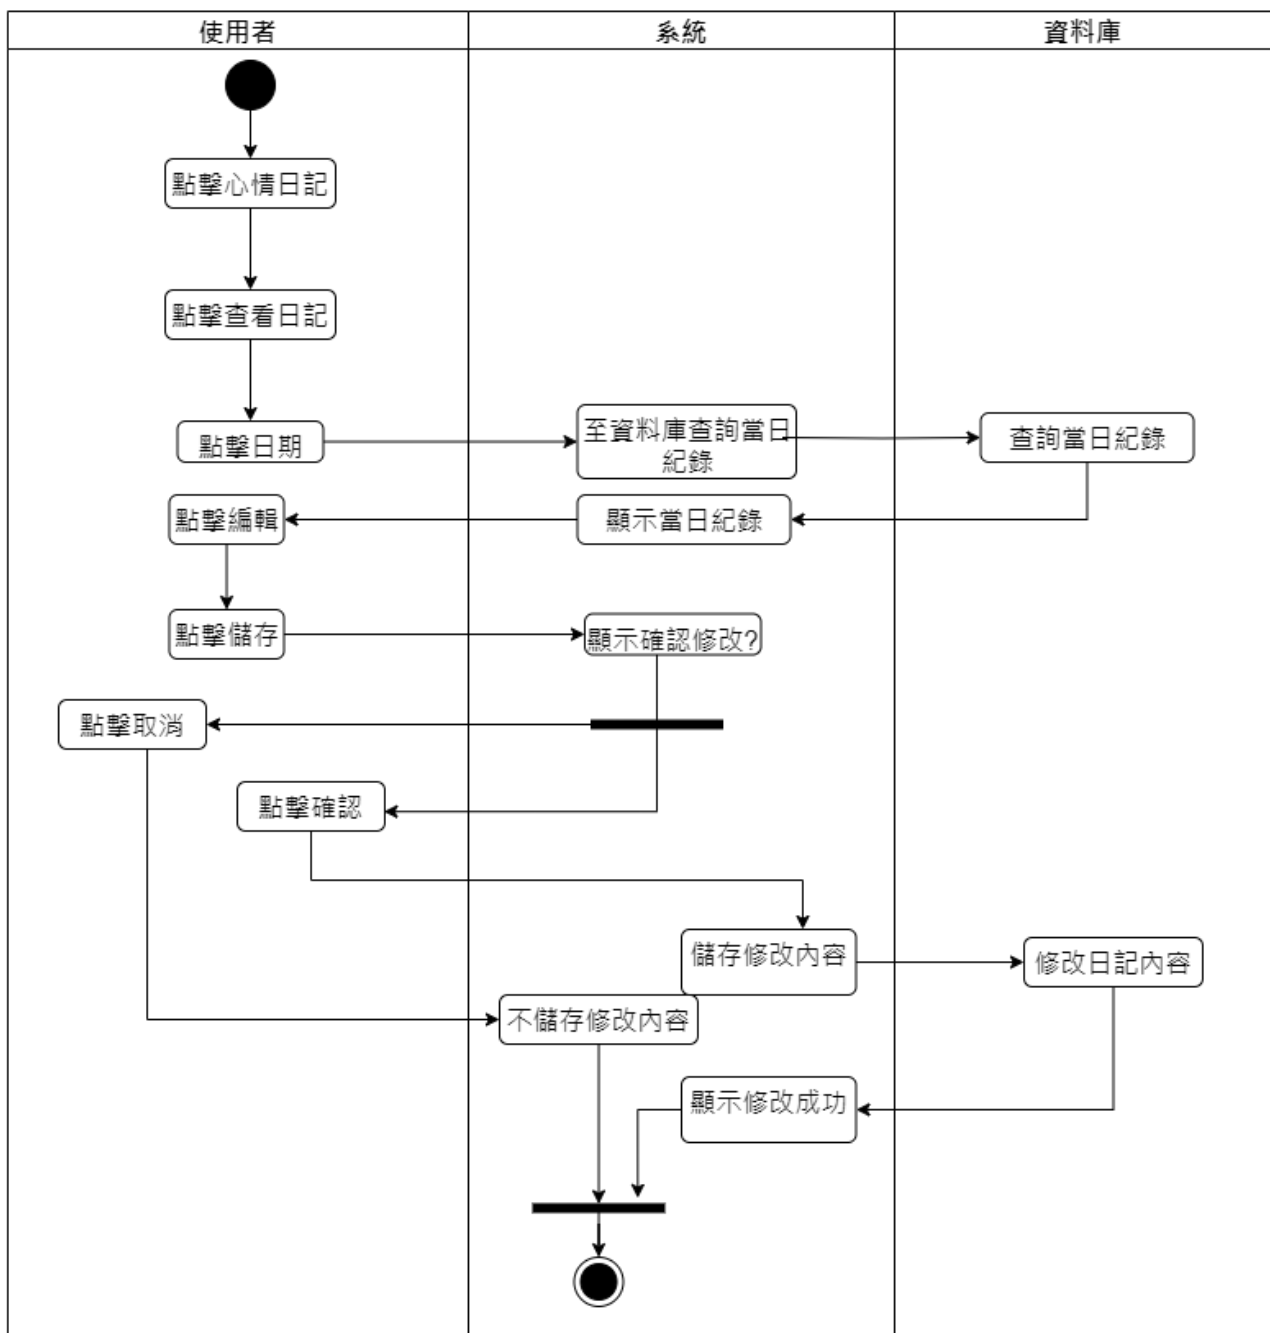 使用者
系統
資料庫
點擊心情日記
點擊查看日記
點擊日期
至資料庫查詢當日
紀錄
查詢當日紀錄
點擊編輯
顯示當日紀錄
點擊儲存
顯示確認修改?
點擊取消
點擊確認
儲存修改內容
修改日記內容
不儲存修改內容
顯示修改成功